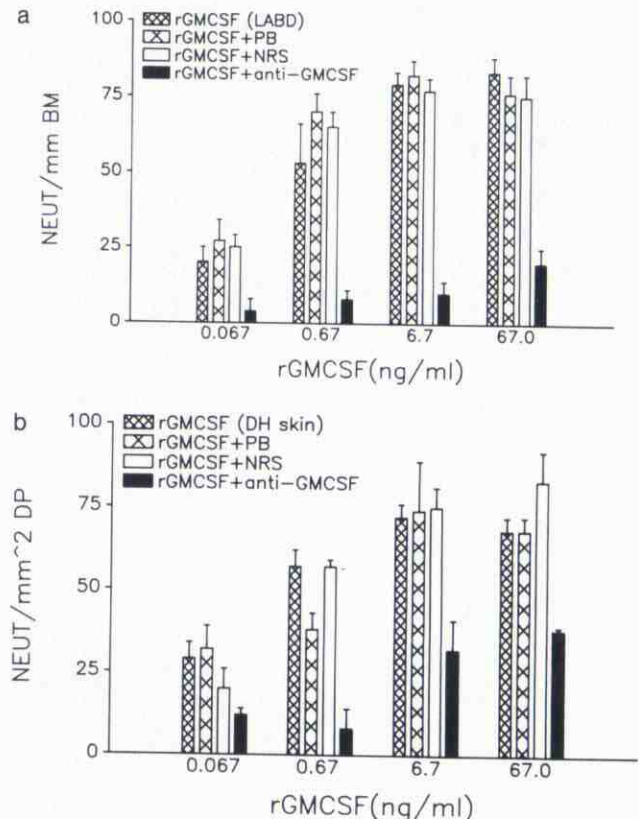 a
100
75
50
25
0
NEUT/mm BM
rGMCSF (LABD)
rGMCSF+PB
rGMCSF+NRS
rGMCSF+anti-GMCSF
0.067 0.67 6.7 67.0
rGMCSF(ng/ml)
b
100
75
50
25
0
NEUT/mm^2 DP
rGMCSF (DH skin)
rGMCSF+PB
rGMCSF+NRS
rGMCSF+anti-GMCSF
0.067 0.67 6.7 67.0
rGMCSF(ng/ml)